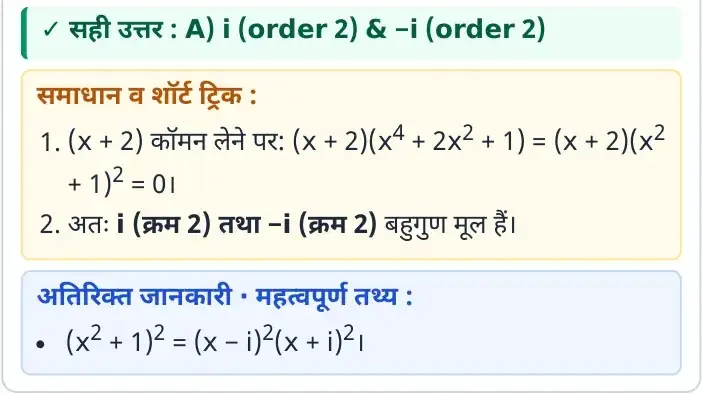 ✓ सही उत्तर : A) i (order 2) & −i (order 2)
समाधान व शॉर्ट ट्रिक :
1. (x + 2) कॉमन लेने पर: (x + 2)(x⁴ + 2x² + 1) = (x + 2)(x²
+ 1)² = 0।
2. अतः i (क्रम 2) तथा −i (क्रम 2) बहुगुण मूल हैं।
अतिरिक्त जानकारी · महत्वपूर्ण तथ्य :
• (x² + 1)² = (x − i)²(x + i)²।